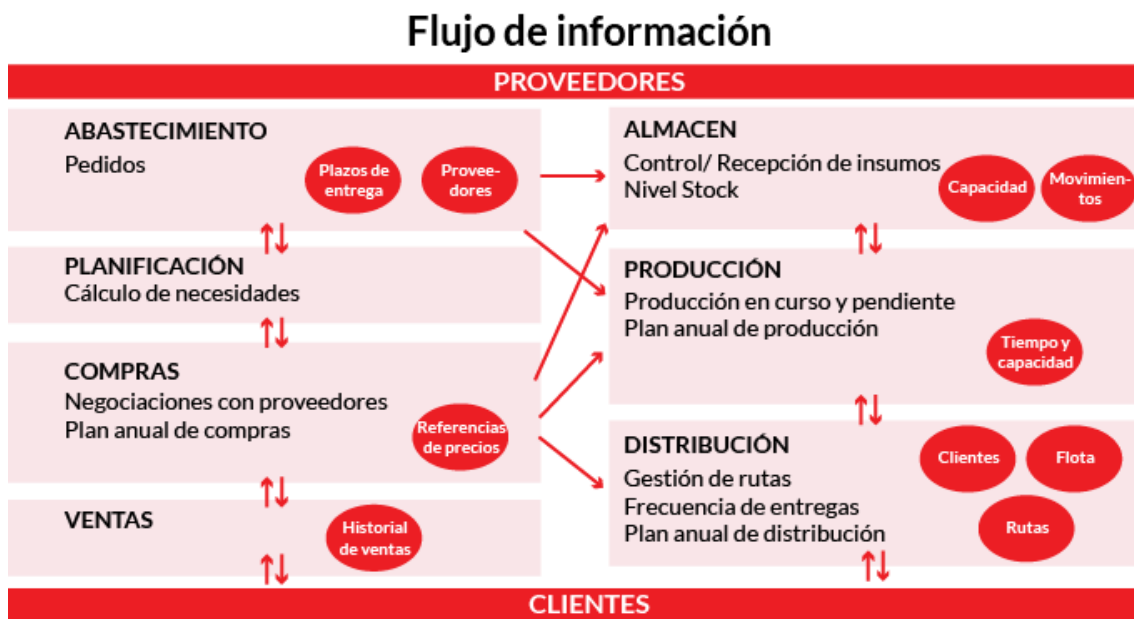 Flujo de información
PROVEEDORES
ABASTECIMIENTO
Pedidos
Plazos de
entrega
Provee-
dores
PLANIFICACIÓN
Cálculo de necesidades
COMPRAS
Negociaciones con proveedores
Plan anual de compras
Referencias
de precios
VENTAS
Historial
de ventas
ALMACEN
Control/ Recepción de insumos
Nivel Stock
Capacidad
Movimien-
tos
PRODUCCIÓN
Producción en curso y pendiente
Plan anual de producción
Tiempo y
capacidad
DISTRIBUCIÓN
Gestión de rutas
Frecuencia de entregas
Plan anual de distribución
Clientes
Flota
Rutas
CLIENTES